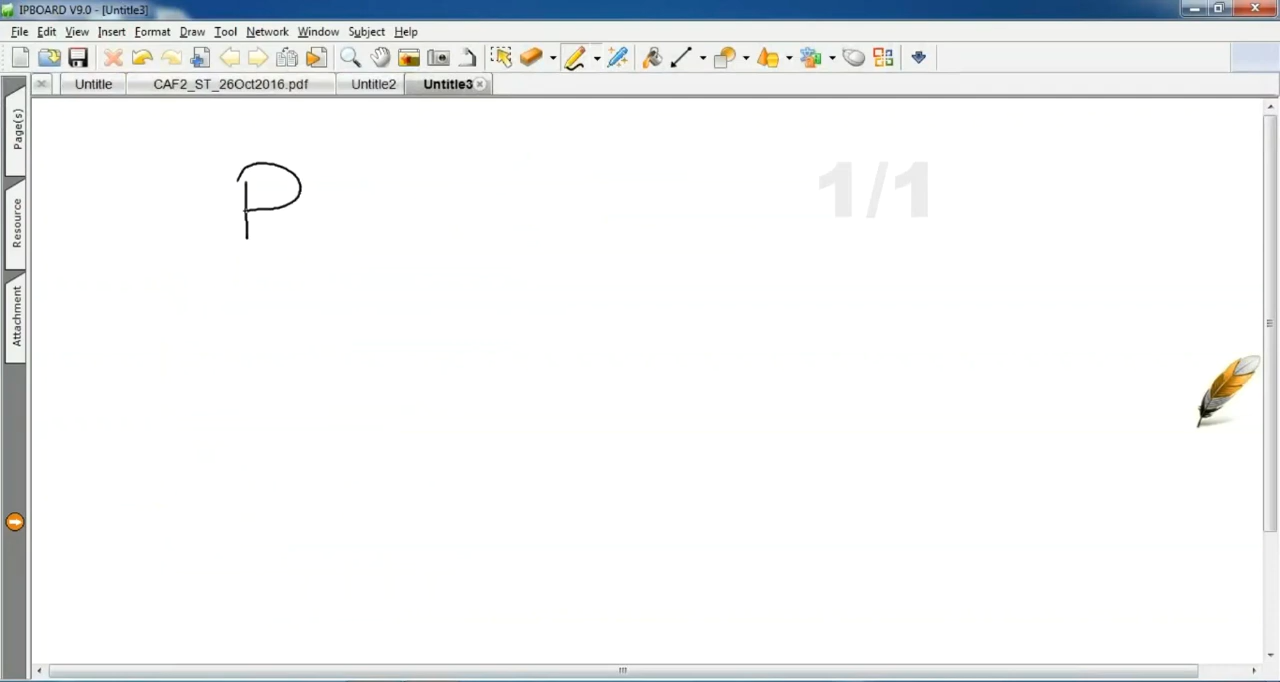 IPBOARD V9.0 - [Untitle3]
File Edit View Insert Format Draw Tool Network Window Subject Help
Untitle CAF2_ST_26Oct2016.pdf Untitle2 Untitle3
Page(s)
Resource
Attachment
P
1/1